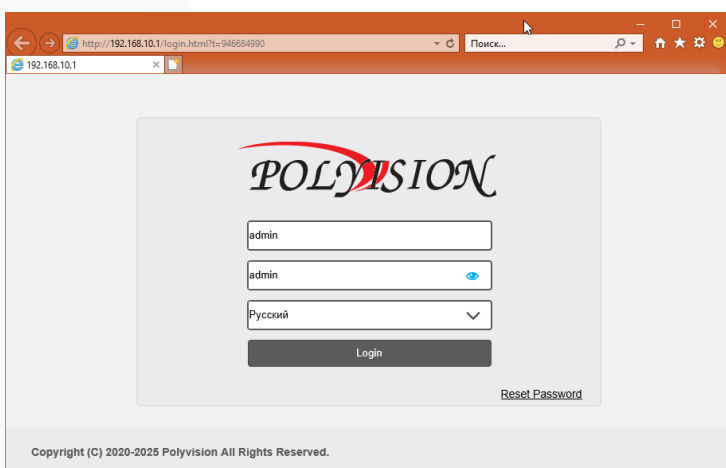 http://192.168.10.1/login.html?t=946684990
Поиск...
192.168.10.1
POLYVISION
admin
admin
Русский
Login
Reset Password
Copyright (C) 2020-2025 Polyvision All Rights Reserved.